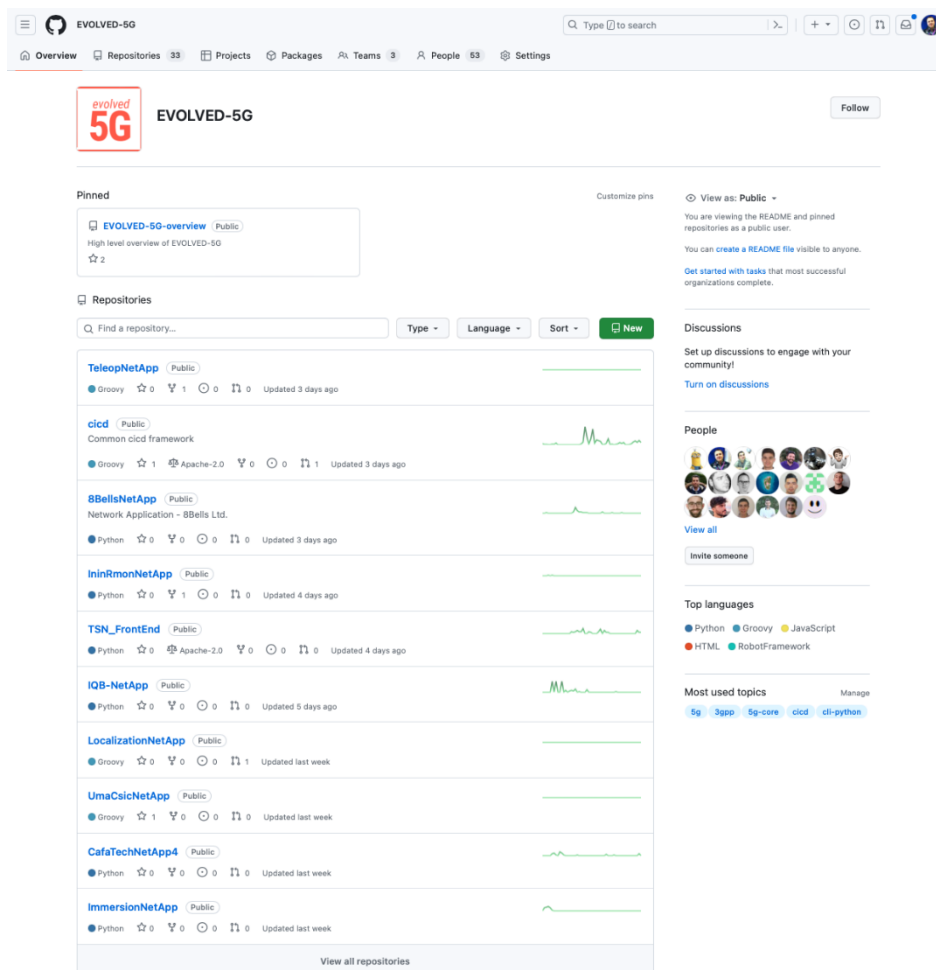 EVOLVED-5G
Type / to search
Overview
Repositories 33
Projects
Packages
Teams 3
People 53
Settings
evolved
5G
EVOLVED-5G
Follow
Pinned
Customize pins
EVOLVED-5G-overview Public
High level overview of EVOLVED-5G
2
Repositories
Find a repository...
Type
Language
Sort
New
TeleopNetApp Public
Groovy 0 1 0 0 Updated 3 days ago
cicd Public
Common cicd framework
Groovy 1 Apache-2.0 0 0 1 Updated 3 days ago
8BellsNetApp Public
Network Application - 8Bells Ltd.
Python 0 0 0 0 Updated 3 days ago
IninRmonNetApp Public
Python 0 1 0 0 Updated 4 days ago
TSN_FrontEnd Public
Python 0 Apache-2.0 0 0 0 Updated 4 days ago
IQB-NetApp Public
Python 0 0 0 0 Updated 5 days ago
LocalizationNetApp Public
Groovy 0 0 0 1 Updated last week
UmaCsicNetApp Public
Groovy 1 0 0 0 Updated last week
CafaTechNetApp4 Public
Python 0 0 0 0 Updated last week
ImmersionNetApp Public
Python 0 0 0 0 Updated last week
View all repositories
View as: Public
You are viewing the README and pinned
repositories as a public user.
You can create a README file visible to anyone.
Get started with tasks that most successful
organizations complete.
Discussions
Set up discussions to engage with your
community!
Turn on discussions
People
View all
Invite someone
Top languages
Python Groovy JavaScript
HTML RobotFramework
Most used topics
Manage
5g 3gpp 5g-core cicd cli-python